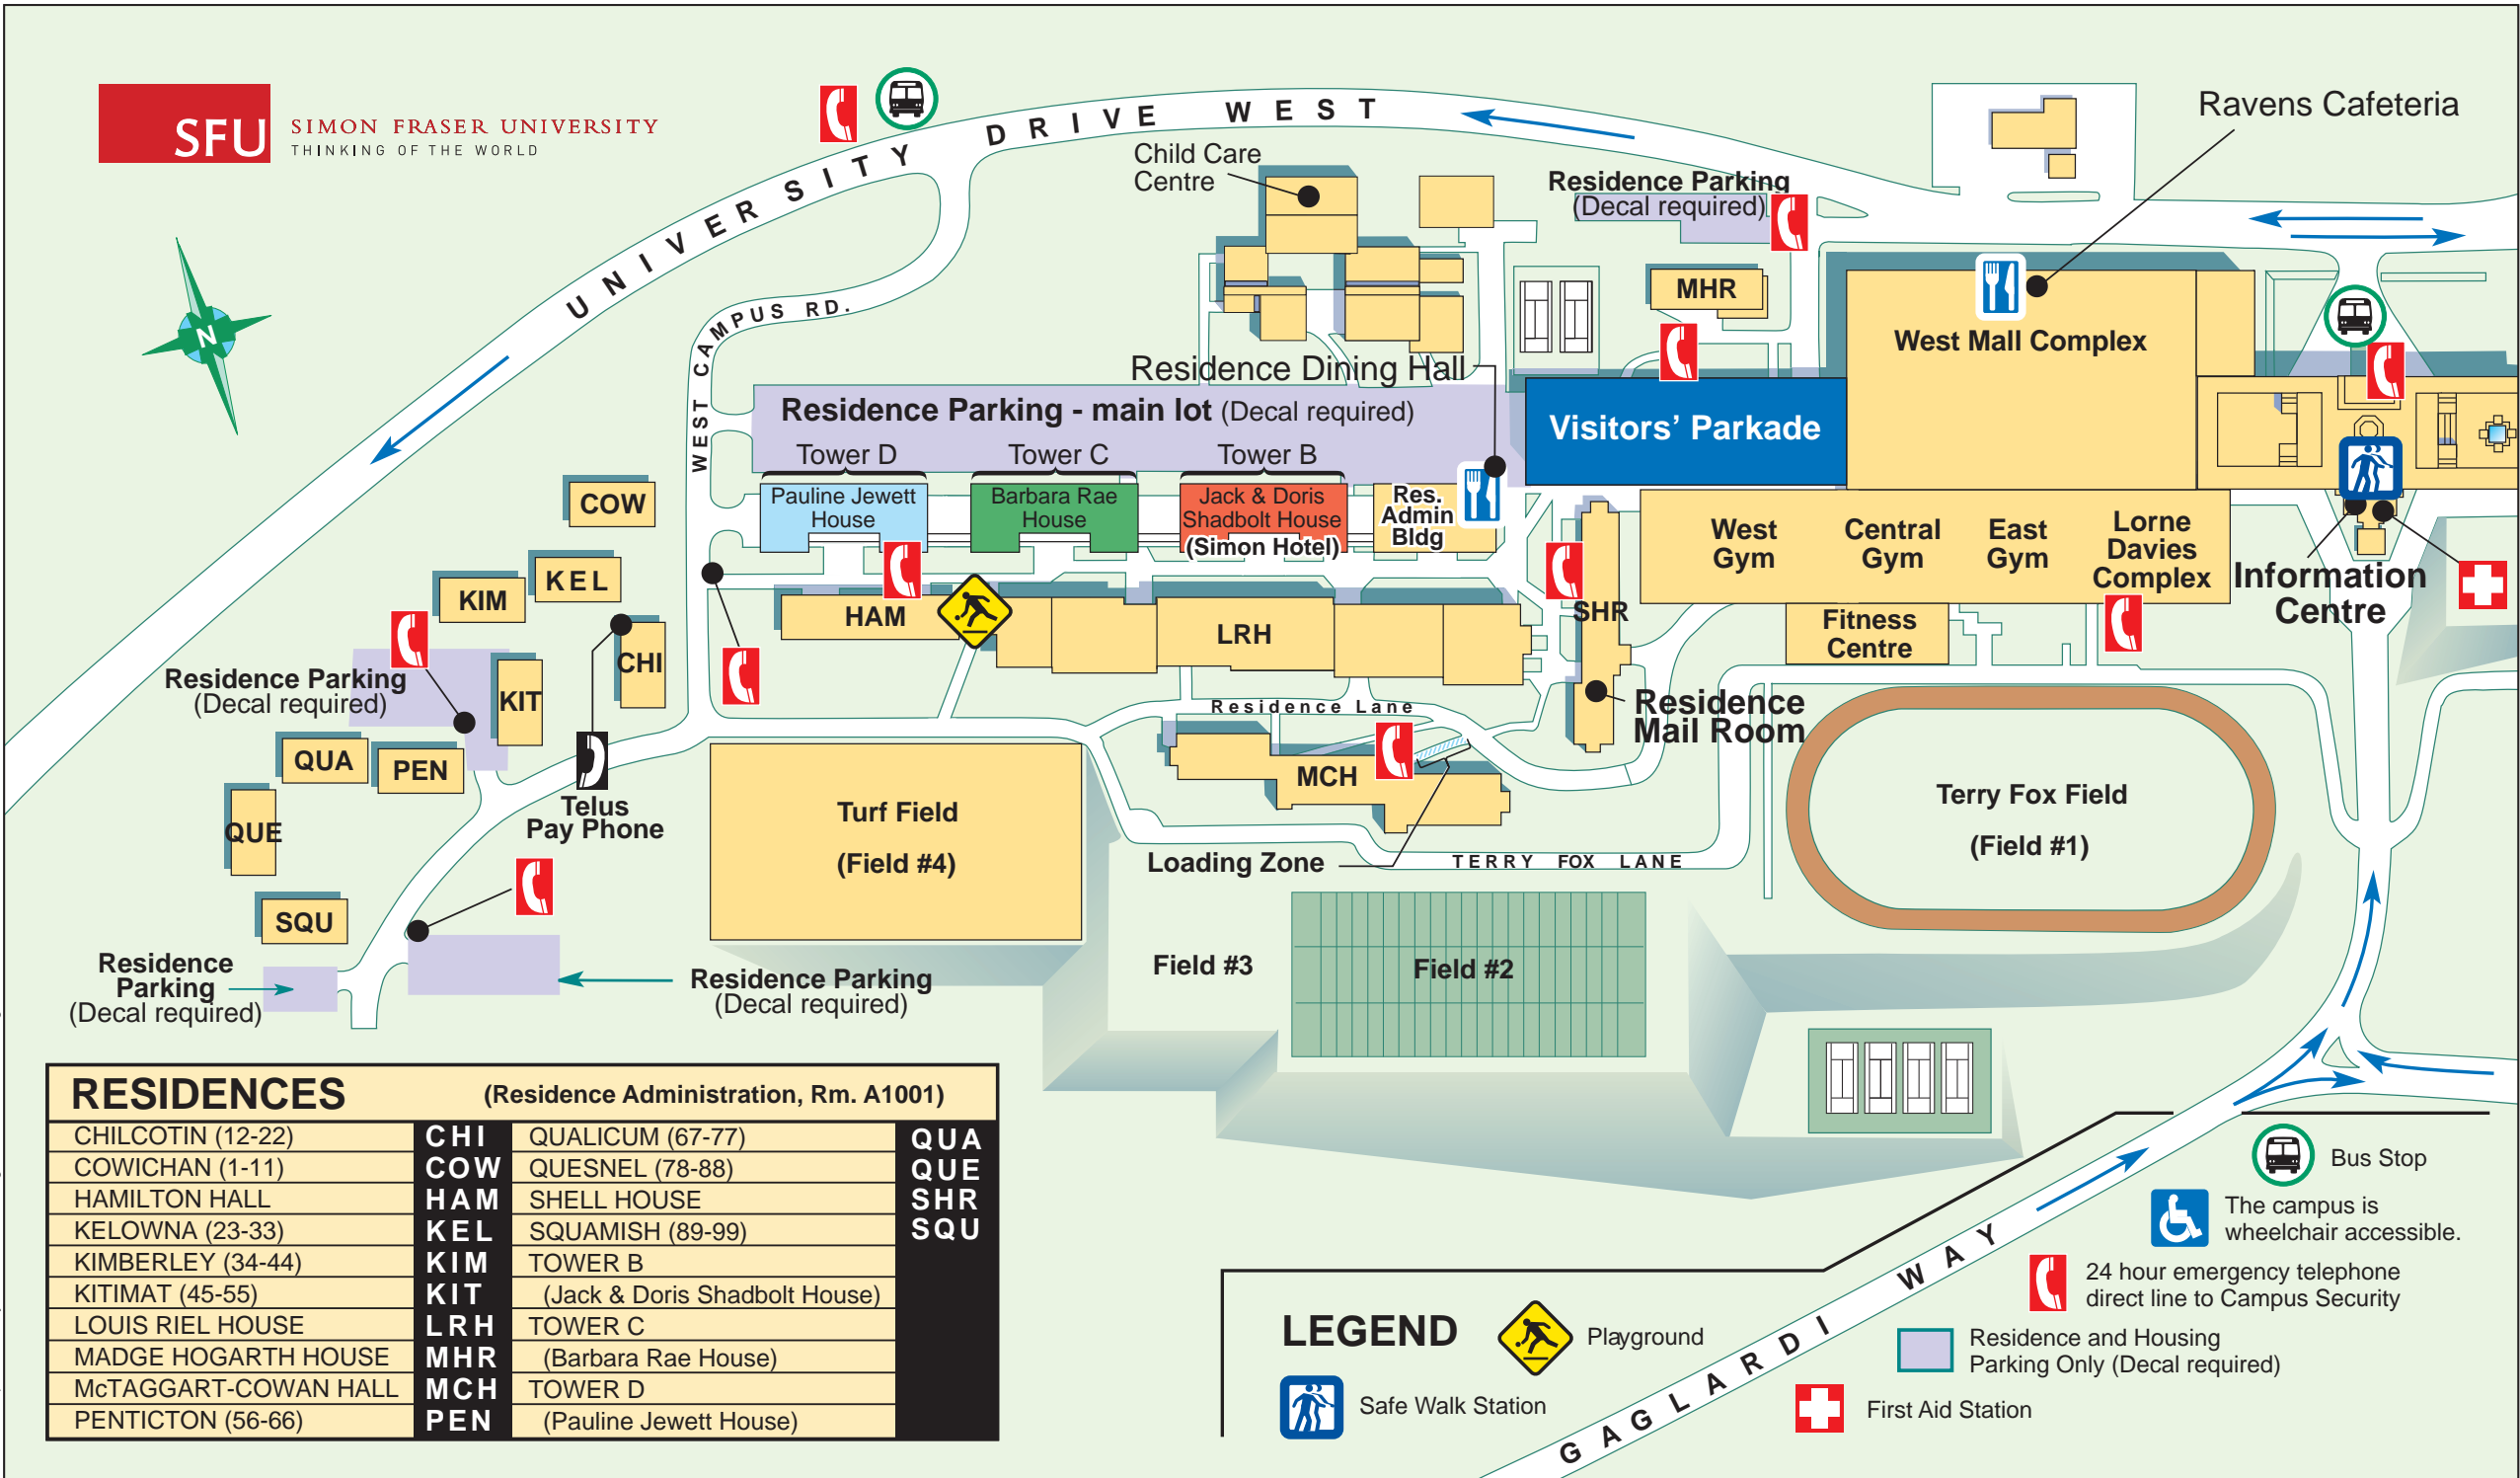 SFU
SIMON FRASER UNIVERSITY
THINKING OF THE WORLD
UNIVERSITY DRIVE WEST
Ravens Cafeteria
Child Care
Centre
Residence Parking
(Decal required)
N
WEST CAMPUS RD.
MHR
West Mall Complex
Residence Dining Hall
Residence Parking - main lot (Decal required)
Visitors' Parkade
Tower D
Tower C
Tower B
Pauline Jewett
House
Barbara Rae
House
Jack & Doris
Shadbolt House
(Simon Hotel)
Res.
Admin
Bldg
COW
KEL
KIM
CHI
KIT
HAM
LRH
SHR
West
Gym
Central
Gym
East
Gym
Lorne
Davies
Complex
Fitness
Centre
Information
Centre
Residence Parking
(Decal required)
QUA
PEN
QUE
SQU
Telus
Pay Phone
Residence Lane
Residence
Mail Room
MCH
Turf Field
(Field #4)
Loading Zone
TERRY FOX LANE
Terry Fox Field
(Field #1)
Field #3
Field #2
Residence
Parking
(Decal required)
Residence Parking
(Decal required)
RESIDENCES (Residence Administration, Rm. A1001)
CHILCOTIN (12-22) CHI QUALICUM (67-77) QUA
COWICHAN (1-11) COW QUESNEL (78-88) QUE
HAMILTON HALL HAM SHELL HOUSE SHR
KELOWNA (23-33) KEL SQUAMISH (89-99) SQU
KIMBERLEY (34-44) KIM TOWER B
KITIMAT (45-55) KIT (Jack & Doris Shadbolt House)
LOUIS RIEL HOUSE LRH TOWER C
MADGE HOGARTH HOUSE MHR (Barbara Rae House)
McTAGGART-COWAN HALL MCH TOWER D
PENTICTON (56-66) PEN (Pauline Jewett House)
GAGLARDI WAY
LEGEND
Playground
Safe Walk Station
Bus Stop
The campus is
wheelchair accessible.
24 hour emergency telephone
direct line to Campus Security
Residence and Housing
Parking Only (Decal required)
First Aid Station